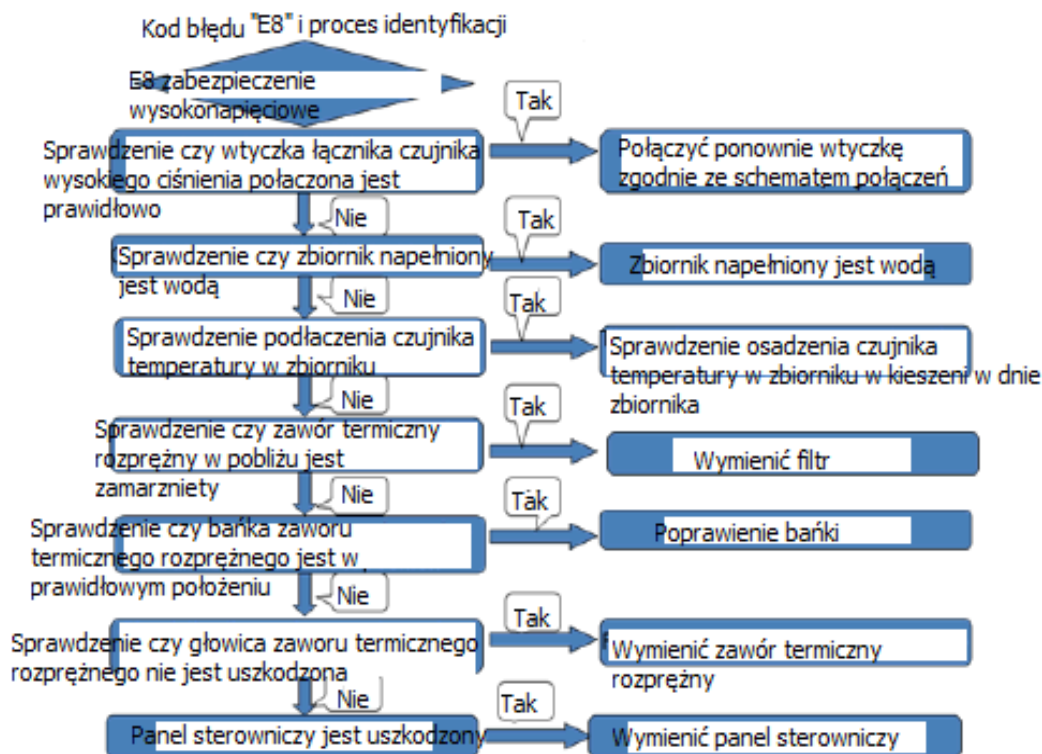 Kod błędu "E8" i proces identyfikacji
E8 zabezpieczenie
wysokonapięciowe
Tak
Sprawdzenie czy wtyczka łącznika czujnika
wysokiego ciśnienia połaczona jest
prawidłowo
Połączyć ponownie wtyczkę
zgodnie ze schematem połączeń
Nie
Tak
Sprawdzenie czy zbiornik napełniony
jest wodą
Zbiornik napełniony jest wodą
Nie
Tak
Sprawdzenie podłaczenia czujnika
temperatury w zbiorniku
Sprawdzenie osadzenia czujnika
temperatury w zbiorniku w kieszeni w dnie
zbiornika
Nie
Tak
Sprawdzenie czy zawór termiczny
rozprężny w pobliżu jest
zamarzniety
Wymienić filtr
Nie
Tak
Sprawdzenie czy bańka zaworu
termicznego rozprężnego jest w
prawidłowym położeniu
Poprawienie bańki
Nie
Tak
Sprawdzenie czy głowica zaworu termicznego
rozprężnego nie jest uszkodzona
Wymienić zawór termiczny
rozprężny
Nie
Tak
Panel sterowniczy jest uszkodzony
Wymienić panel sterowniczy